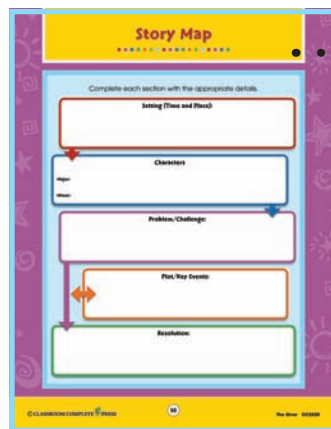 Story Map
Complete each section with the appropriate details.
Setting (Time and Place):
Characters
Major:
Minor:
Problem/Challenge:
Plot/Key Events:
Resolution:
© CLASSROOM COMPLETE PRESS
The Giver